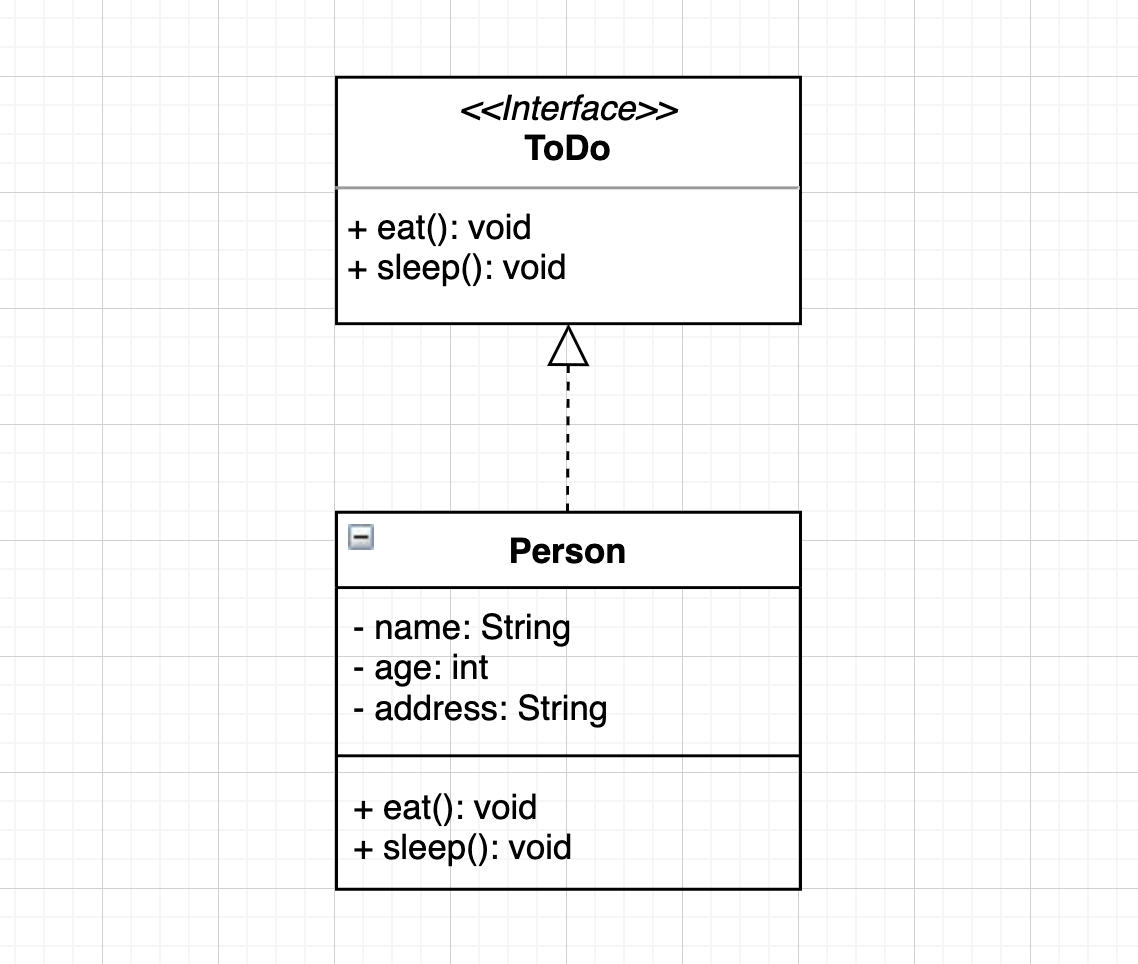 <<Interface>>
ToDo
+ eat(): void
+ sleep(): void
Person
- name: String
- age: int
- address: String
+ eat(): void
+ sleep(): void